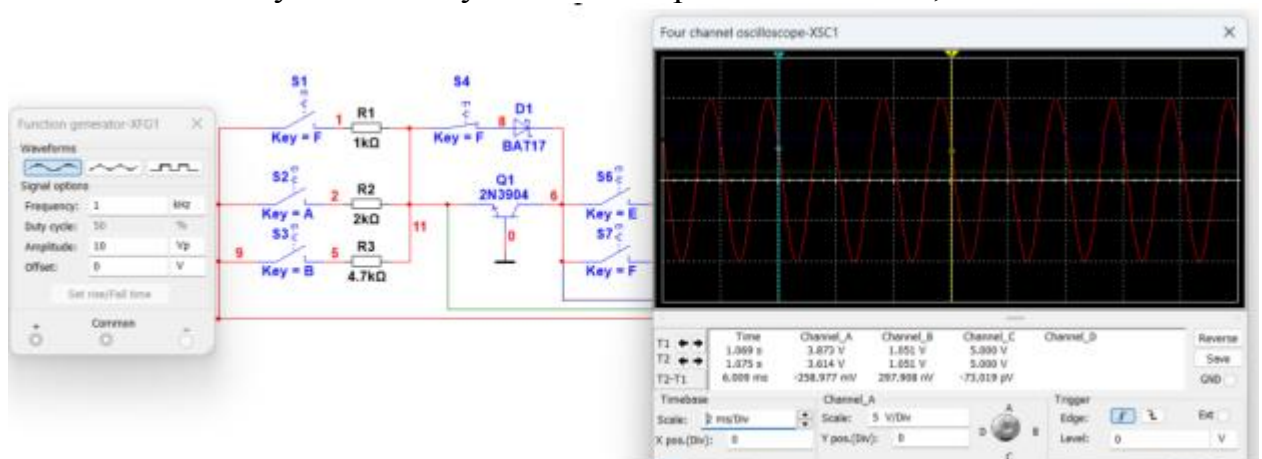 Function generator-XFG1
Waveforms
Signal options
Frequency: 1 kHz
Duty cycle: 50 %
Amplitude: 10 Vp
Offset: 0 V
Set rise/Fall time
+ Common -
S1
Key = F
1
R1
1kΩ
S4
Key = F
8
D1
BAT17
S2
Key = A
2
R2
2kΩ
Q1
2N3904
6
0
S6
Key = E
9
S3
Key = B
5
R3
4.7kΩ
11
S7
Key = F
Four channel oscilloscope-XSC1
Time Channel_A Channel_B Channel_C Channel_D
T1 1.069 s 3.873 V 1.051 V 5.000 V
T2 1.075 s 3.614 V 1.051 V 5.000 V
T2-T1 6.009 ms -258.977 mV 297.908 nV -73.019 pV
Reverse
Save
GND
Timebase
Scale: 2 ms/Div
X pos.(Div): 0
Channel_A
Scale: 5 V/Div
Y pos.(Div): 0
A
D B
C
Trigger
Edge: Ext
Level: 0 V